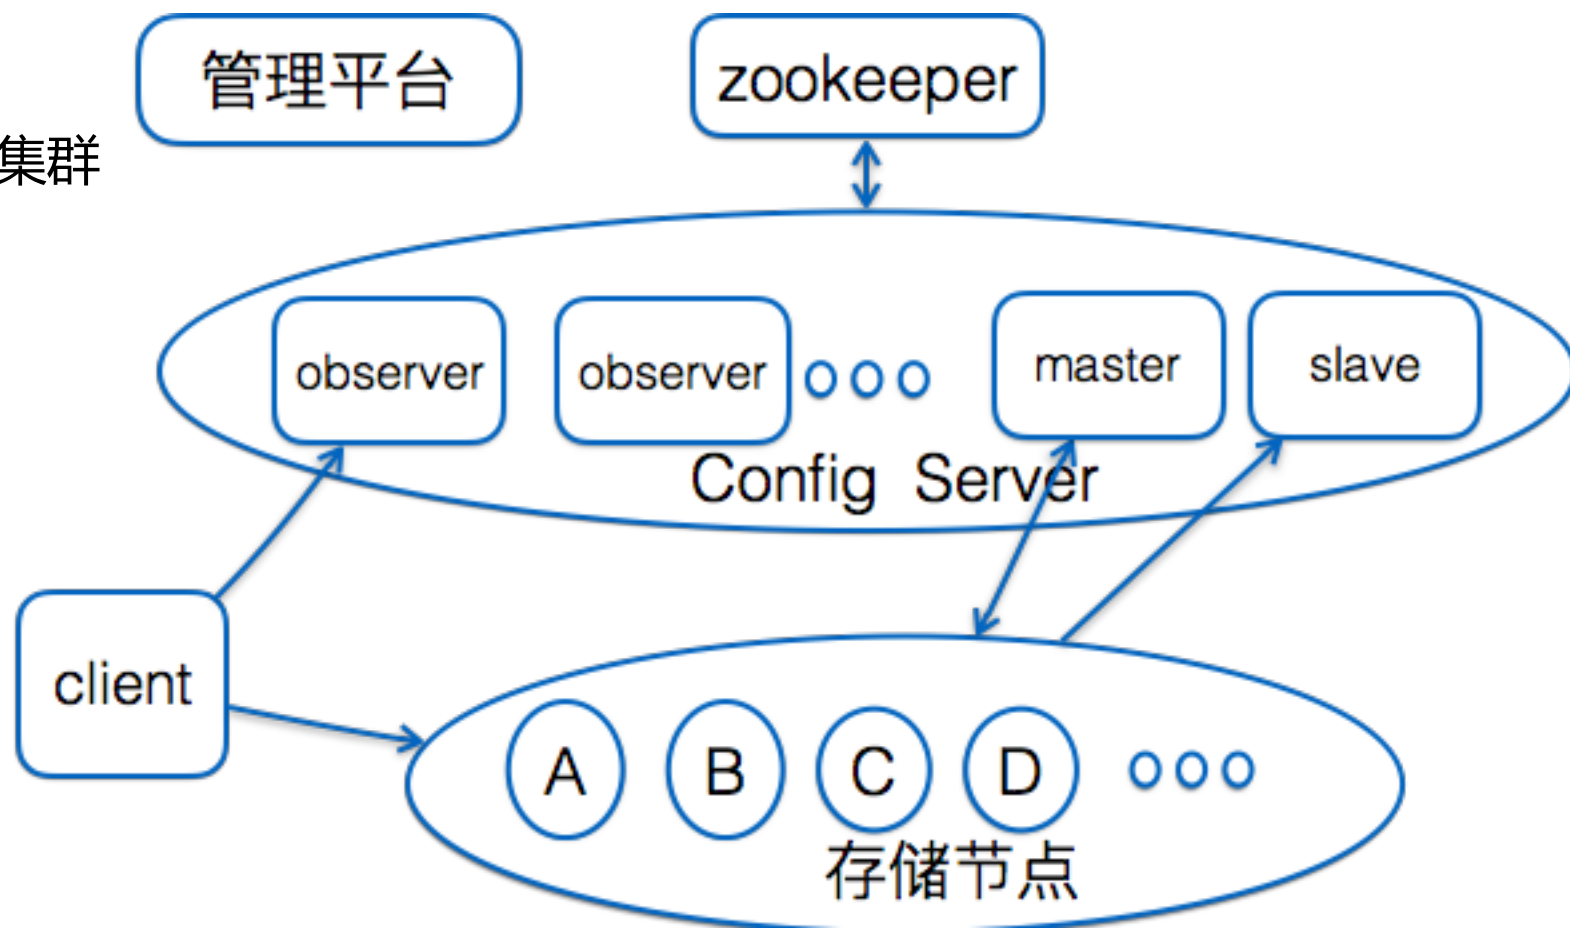 管理平台
zookeeper
集群
observer
observer
master
slave
Config Server
client
A
B
C
D
存储节点